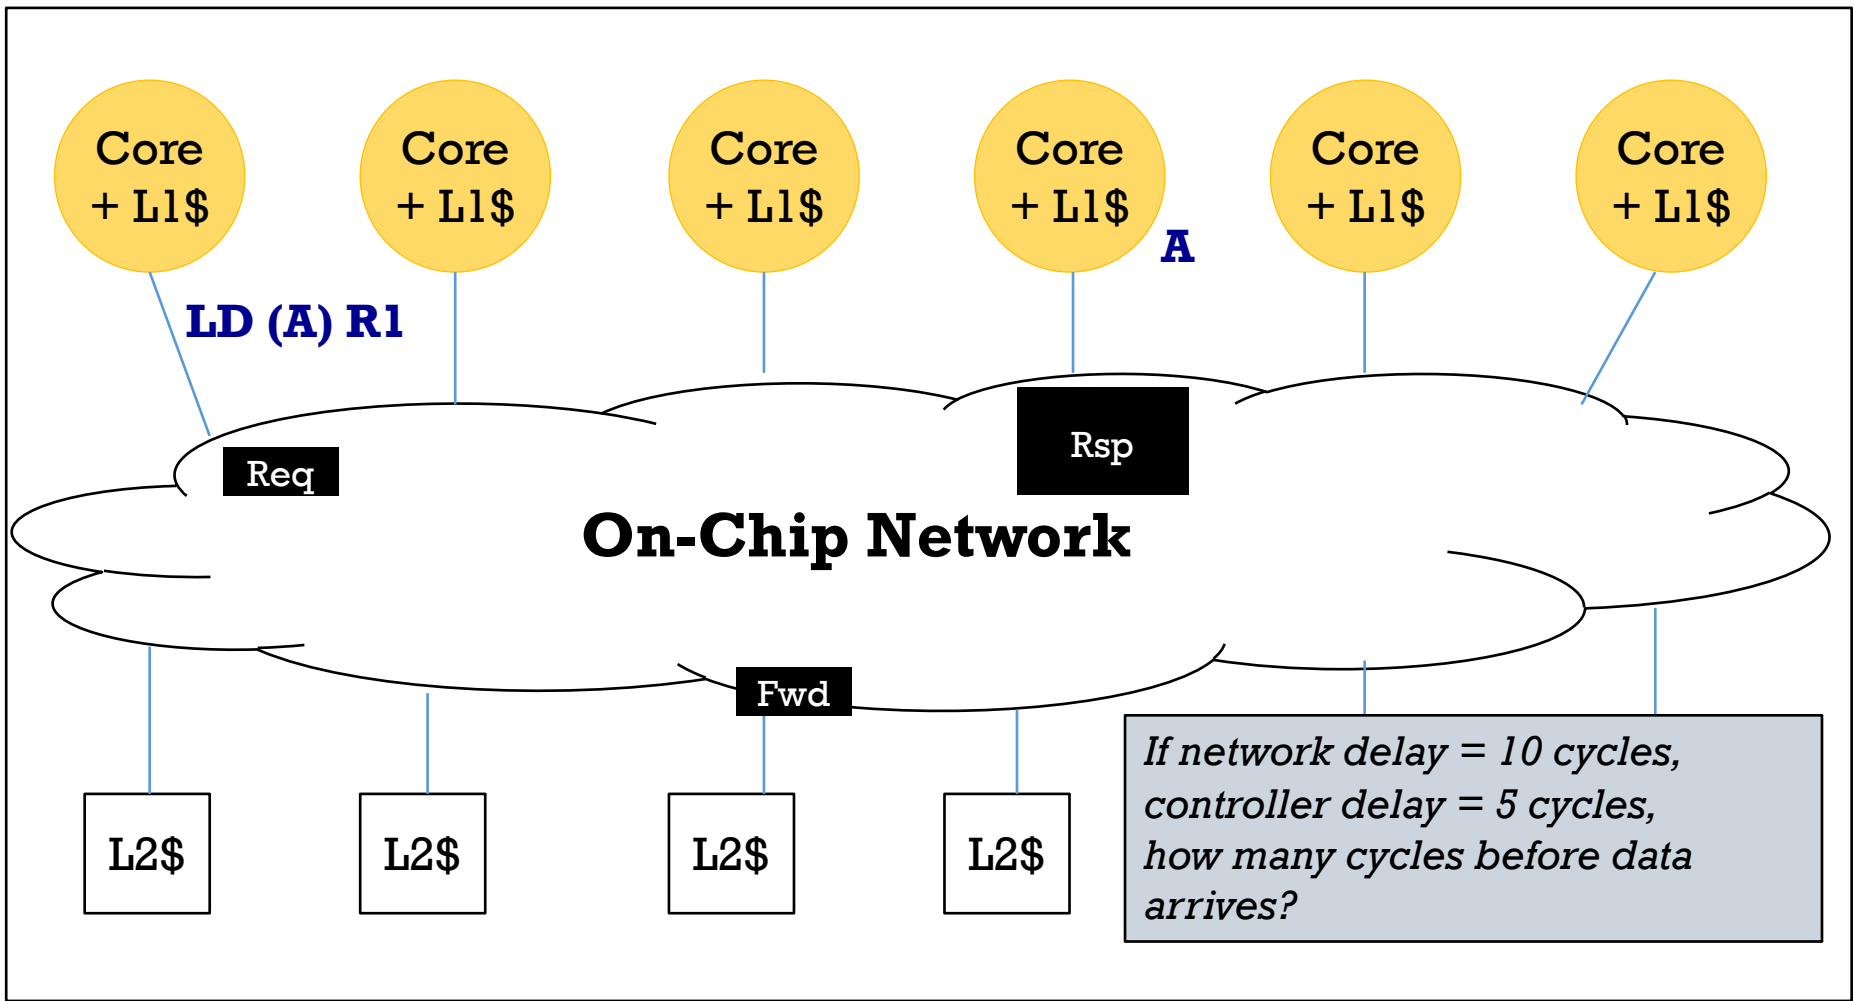 Core
+ L1$
Core
+ L1$
Core
+ L1$
Core
+ L1$
Core
+ L1$
Core
+ L1$
A
LD (A) R1
Req
Rsp
On-Chip Network
Fwd
L2$
L2$
L2$
L2$
If network delay = 10 cycles,
controller delay = 5 cycles,
how many cycles before data
arrives?